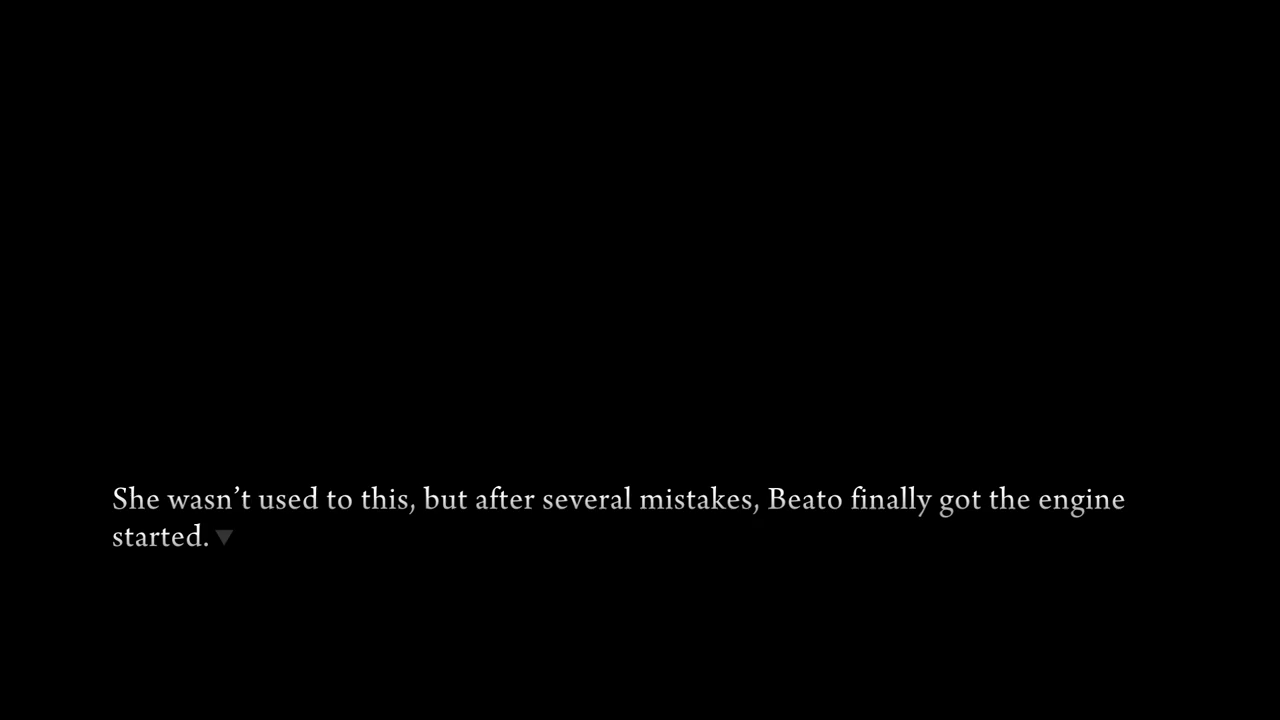 She wasn’t used to this, but after several mistakes, Beato finally got the engine
started.